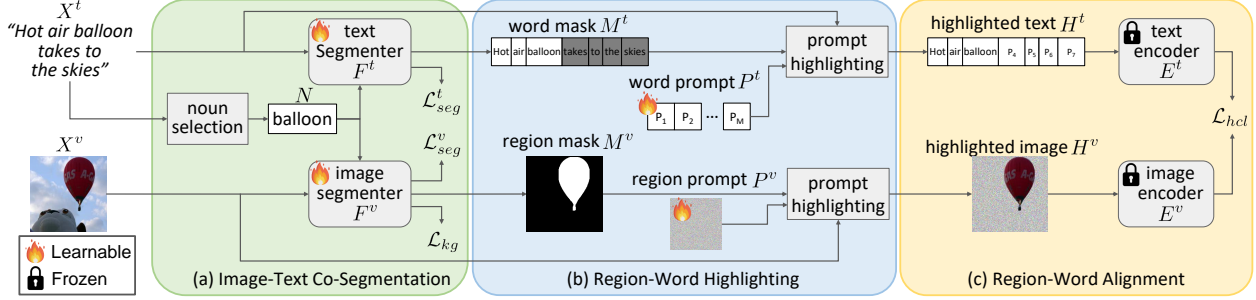 X^t
"Hot air balloon
takes to
the skies"
X^v
Learnable
Frozen
text
Segmenter
F^t
L^t_seg
noun
selection
N
balloon
L^v_seg
image
segmenter
F^v
L_kg
(a) Image-Text Co-Segmentation
word mask M^t
Hot air balloon takes to the skies
word prompt P^t
P_1 P_2 ... P_M
region mask M^v
region prompt P^v
prompt
highlighting
prompt
highlighting
(b) Region-Word Highlighting
highlighted text H^t
Hot air balloon P_4 P_5 P_6 P_7
text
encoder
E^t
L_hcl
highlighted image H^v
image
encoder
E^v
(c) Region-Word Alignment